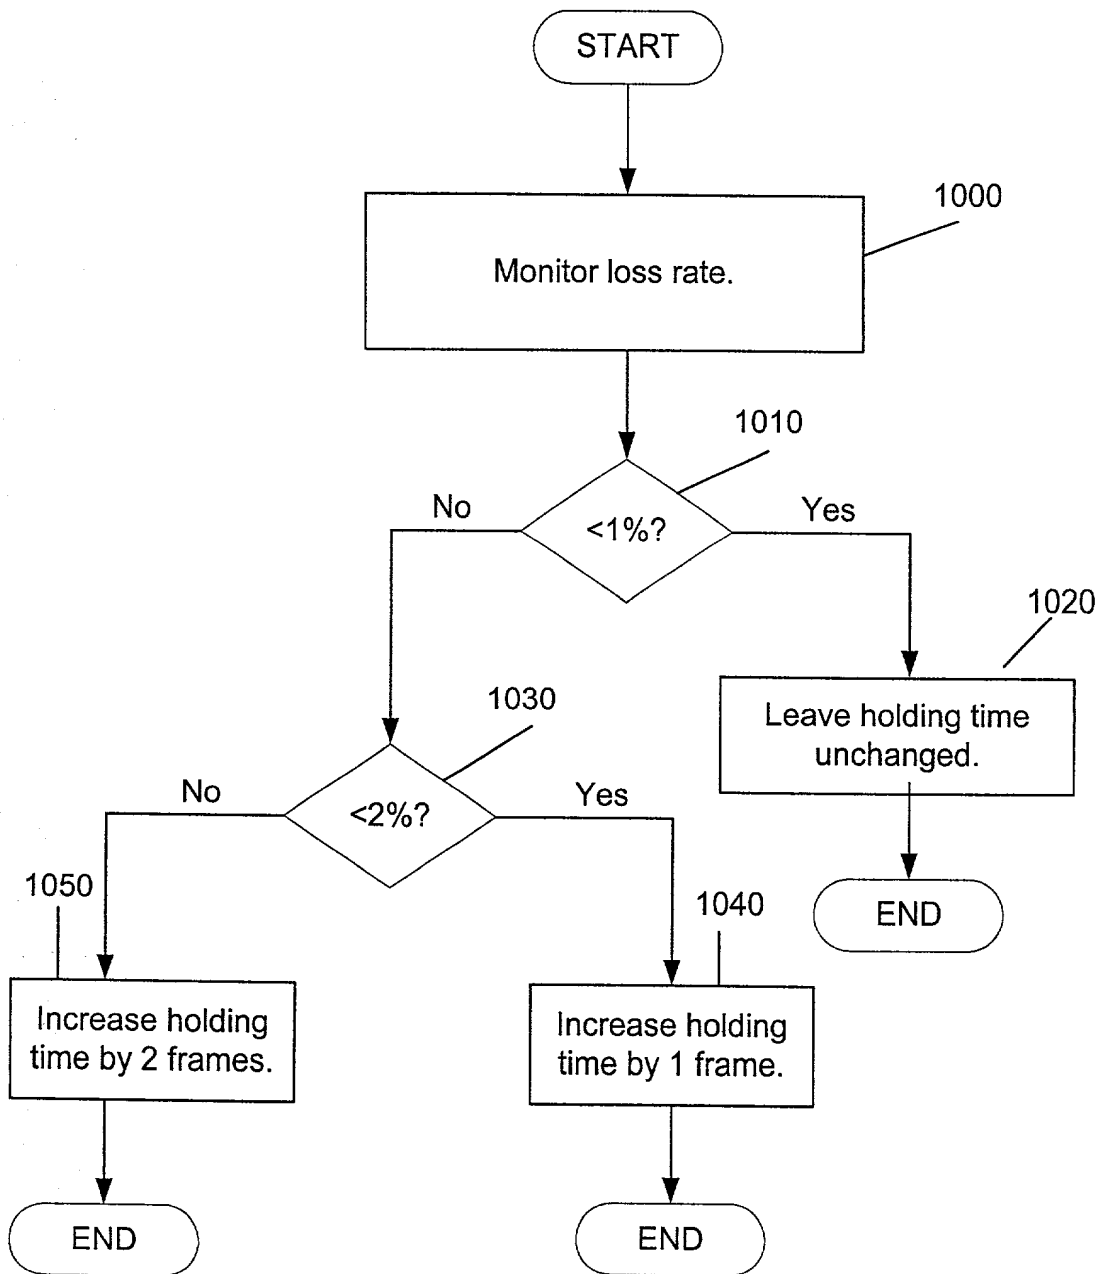 START
1000
Monitor loss rate.
1010
No
<1%?
Yes
1020
Leave holding time
unchanged.
1030
No
<2%?
Yes
END
1050
1040
Increase holding
time by 2 frames.
Increase holding
time by 1 frame.
END
END